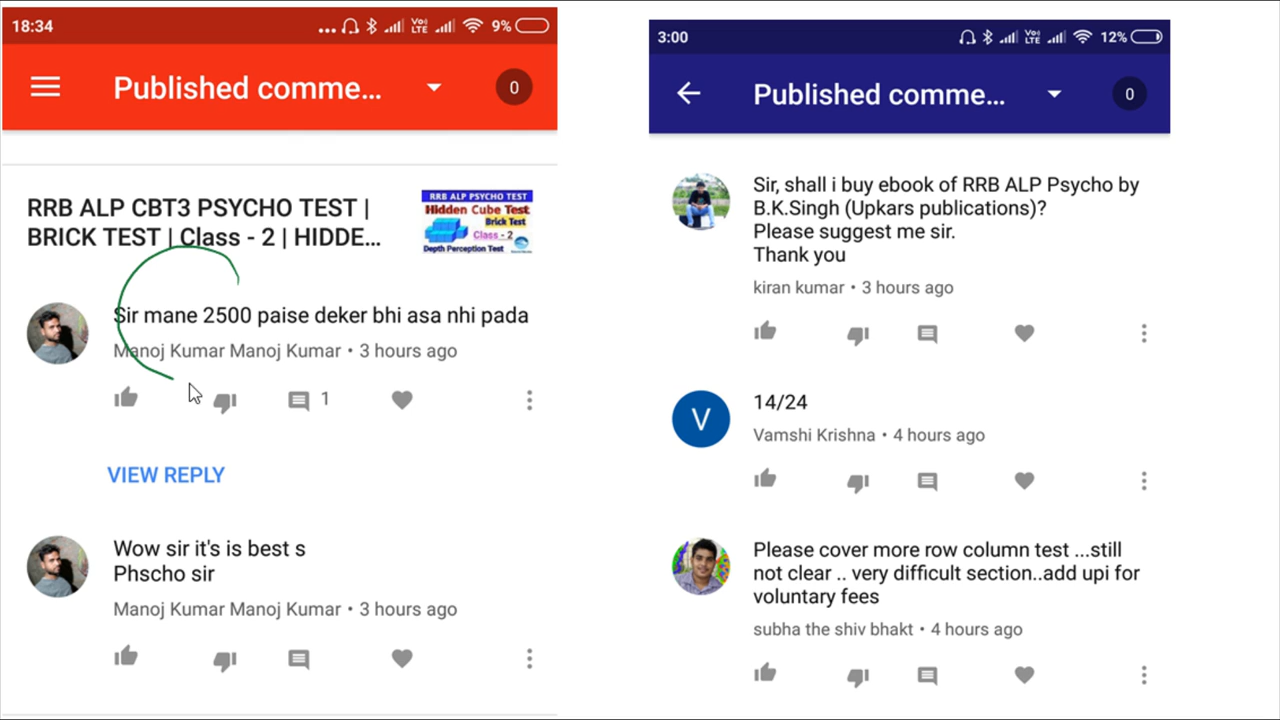 18:34
Vo)
LTE
9%
Published comme...
0
RRB ALP CBT3 PSYCHO TEST |
BRICK TEST | Class - 2 | HIDDE...
RRB ALP PSYCHO TEST
Hidden Cube Test
Brick Test
Class - 2
Depth Perception Test
Sir mane 2500 paise deker bhi asa nhi pada
Manoj Kumar Manoj Kumar • 3 hours ago
1
VIEW REPLY
Wow sir it's is best s
Phscho sir
Manoj Kumar Manoj Kumar • 3 hours ago
3:00
Vo)
LTE
12%
Published comme...
0
Sir, shall i buy ebook of RRB ALP Psycho by
B.K.Singh (Upkars publications)?
Please suggest me sir.
Thank you
kiran kumar • 3 hours ago
V
14/24
Vamshi Krishna • 4 hours ago
Please cover more row column test ...still
not clear .. very difficult section..add upi for
voluntary fees
subha the shiv bhakt • 4 hours ago